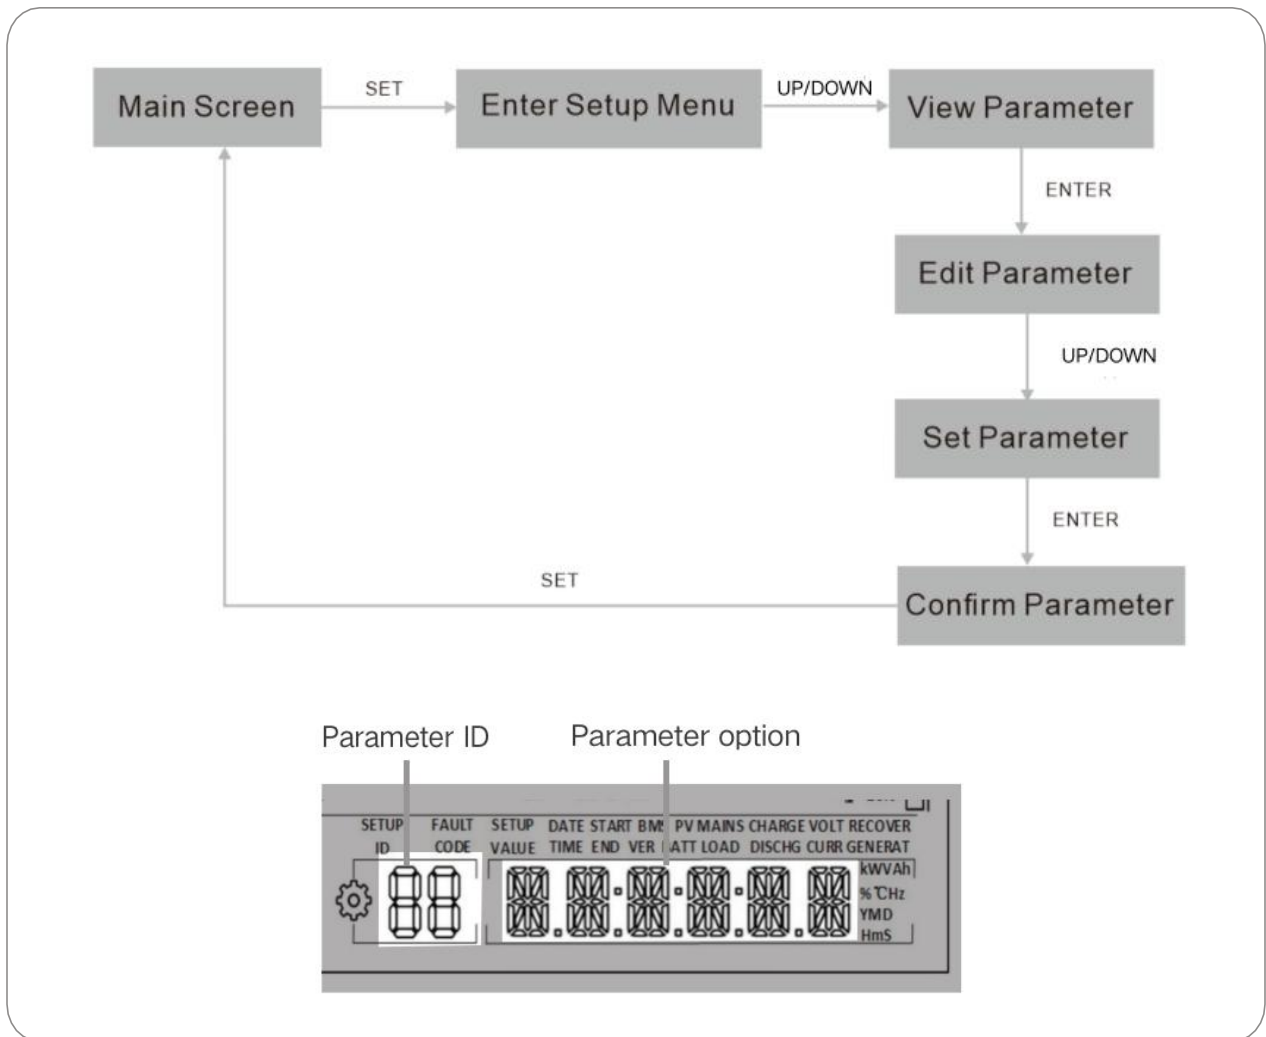 SET
UP/DOWN
Main Screen
Enter Setup Menu
View Parameter
ENTER
Edit Parameter
UP/DOWN
Set Parameter
ENTER
SET
Confirm Parameter
Parameter ID
Parameter option
SETUP FAULT SETUP DATE START BMS PV MAINS CHARGE VOLT RECOVER
ID CODE VALUE TIME END VER BATT LOAD DISCHG CURR GENERAT
kWVAh
%℃Hz
YMD
HmS